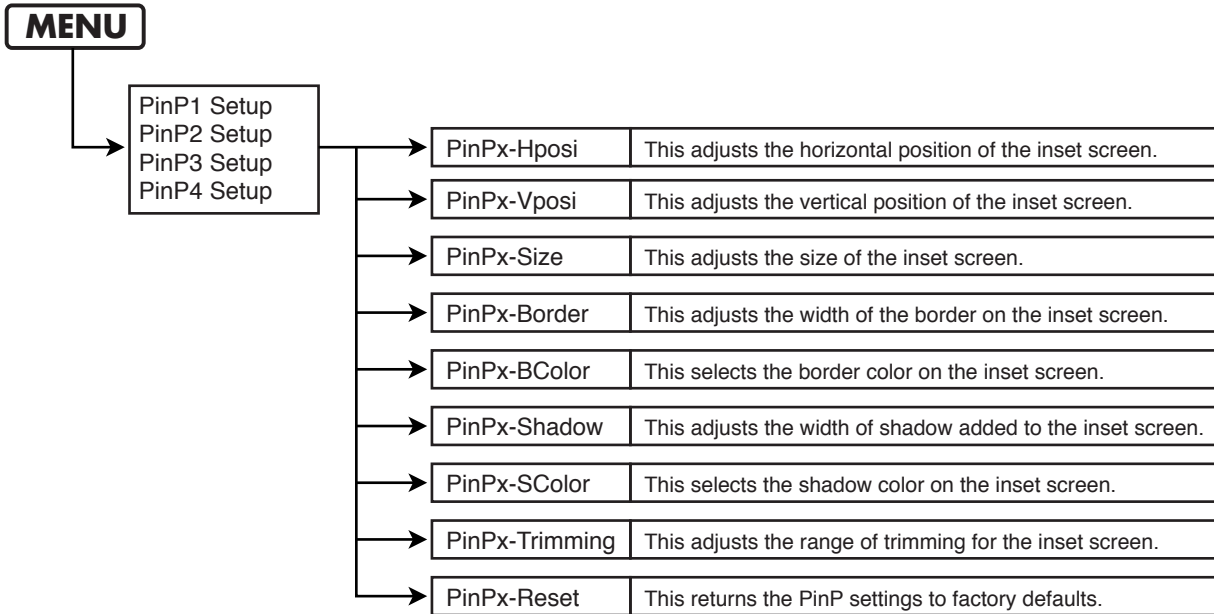 MENU
PinP1 Setup
PinP2 Setup
PinP3 Setup
PinP4 Setup
PinPx-Hposi This adjusts the horizontal position of the inset screen.
PinPx-Vposi This adjusts the vertical position of the inset screen.
PinPx-Size This adjusts the size of the inset screen.
PinPx-Border This adjusts the width of the border on the inset screen.
PinPx-BColor This selects the border color on the inset screen.
PinPx-Shadow This adjusts the width of shadow added to the inset screen.
PinPx-SColor This selects the shadow color on the inset screen.
PinPx-Trimming This adjusts the range of trimming for the inset screen.
PinPx-Reset This returns the PinP settings to factory defaults.